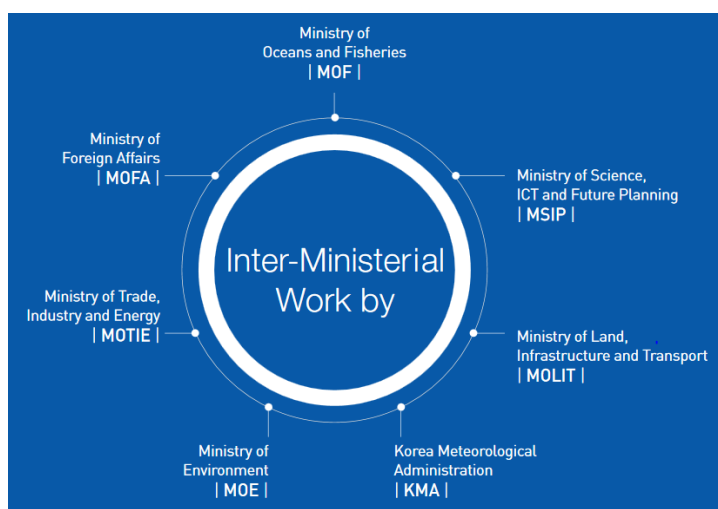 Ministry of
Oceans and Fisheries
| MOF |
Ministry of
Foreign Affairs
| MOFA |
Ministry of Science,
ICT and Future Planning
| MSIP |
Inter-Ministerial
Work by
Ministry of Trade,
Industry and Energy
| MOTIE |
Ministry of Land,
Infrastructure and Transport
| MOLIT |
Ministry of
Environment
| MOE |
Korea Meteorological
Administration
| KMA |